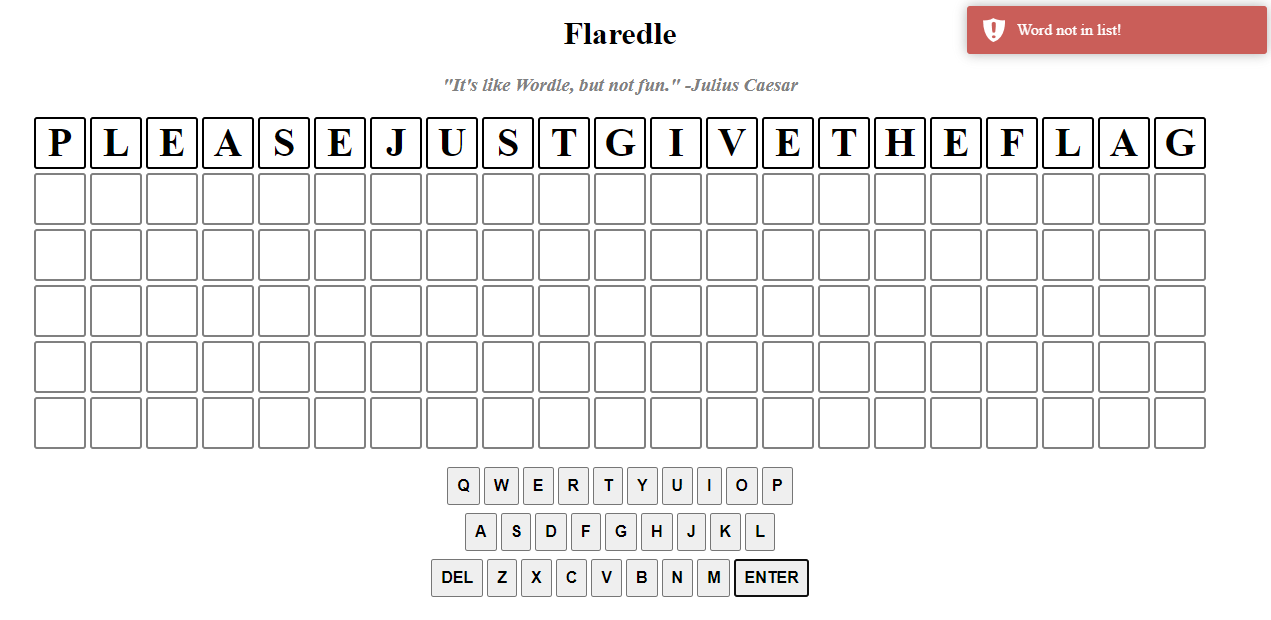 Flaredle
Word not in list!
"It's like Wordle, but not fun." -Julius Caesar
P L E A S E J U S T G I V E T H E F L A G
Q W E R T Y U I O P
A S D F G H J K L
DEL Z X C V B N M ENTER